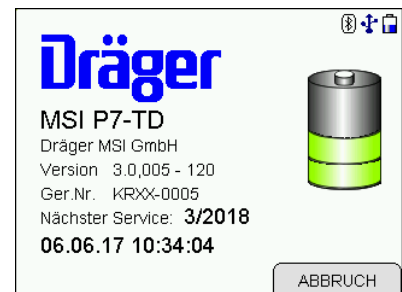 Dräger
MSI P7-TD
Dräger MSI GmbH
Version 3.0,005 - 120
Ger.Nr. KRXX-0005
Nächster Service: 3/2018
06.06.17 10:34:04
ABBRUCH